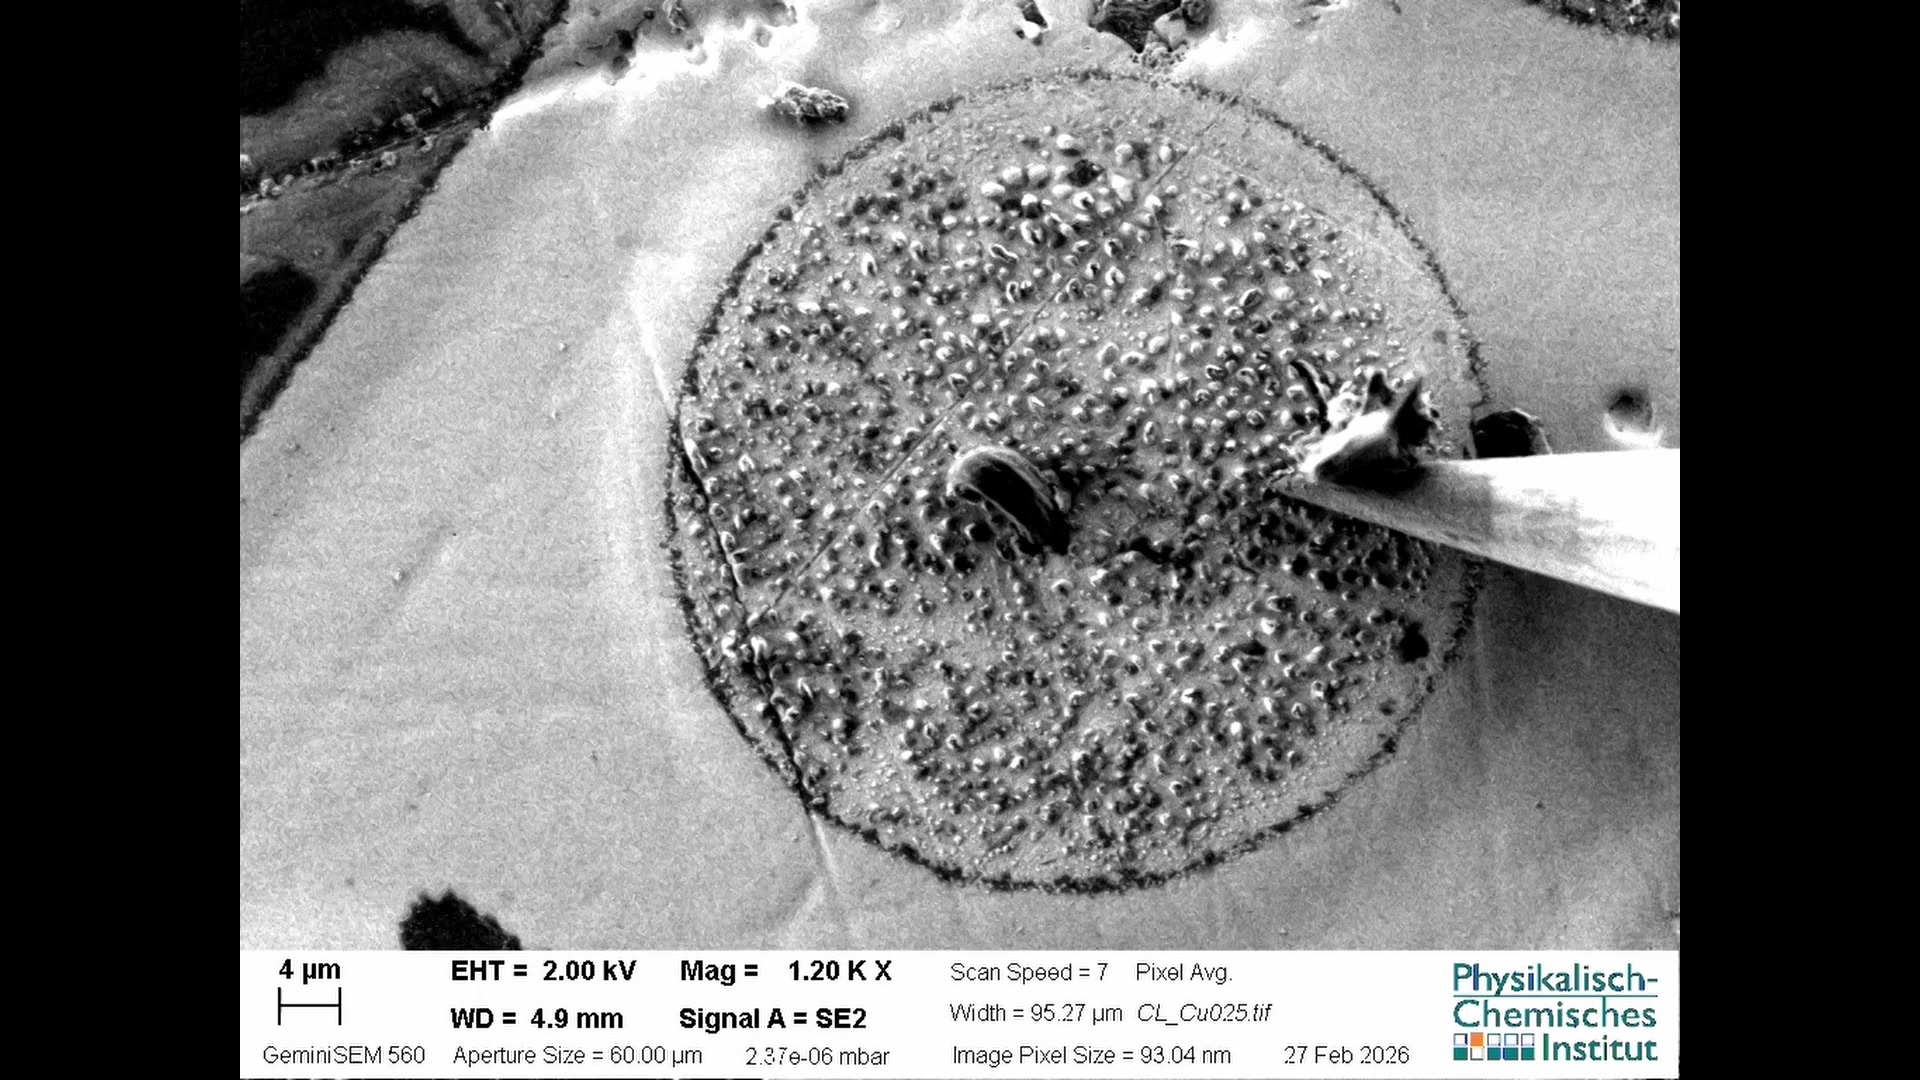 4 µm
EHT = 2.00 kV
Mag = 1.20 K X
Scan Speed = 7 Pixel Avg.
WD = 4.9 mm
Signal A = SE2
Width = 95.27 µm CL_Cu025.tif
GeminiSEM 560
Aperture Size = 60.00 µm
2.37e-06 mbar
Image Pixel Size = 93.04 nm
27 Feb 2026
Physikalisch-
Chemisches
Institut